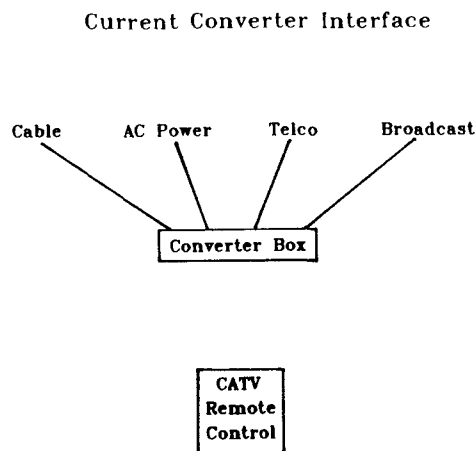 Current Converter Interface
Cable AC Power Telco Broadcast
Converter Box
CATV
Remote
Control